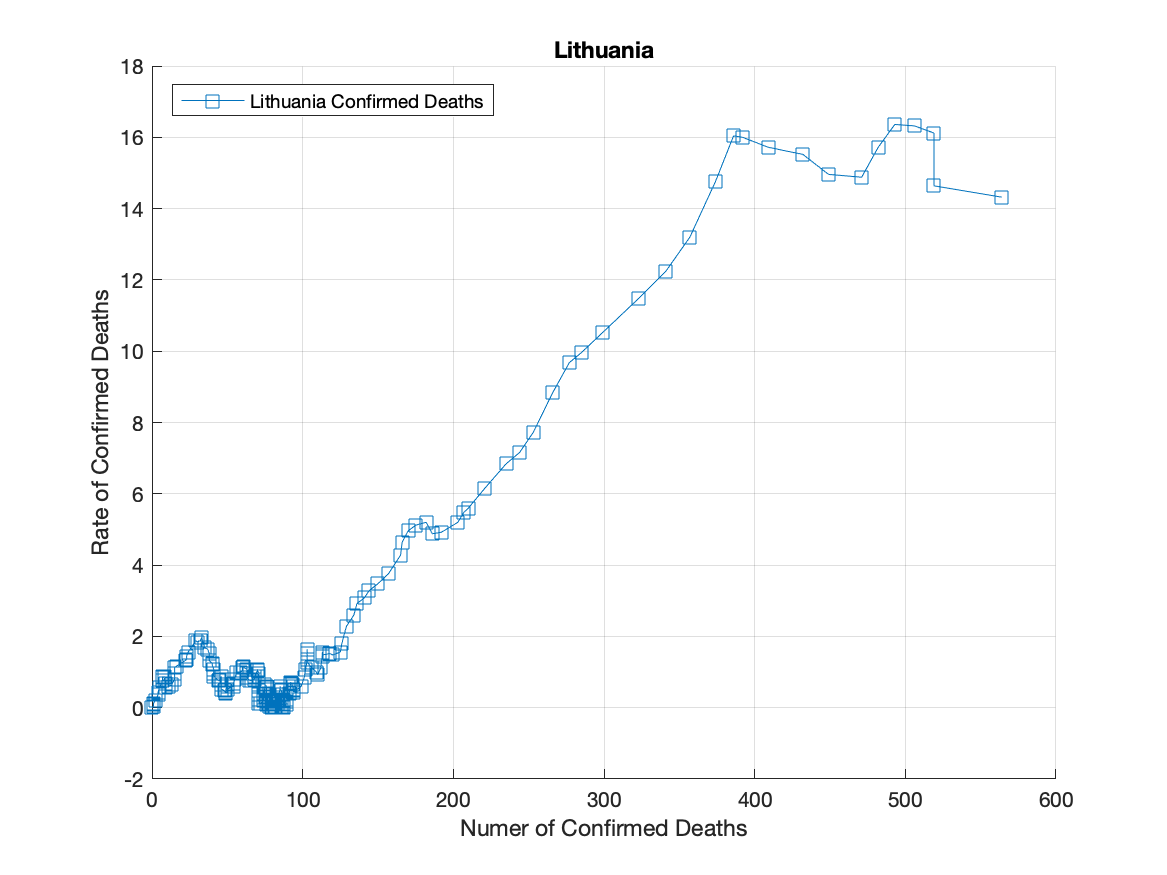 Lithuania
Lithuania Confirmed Deaths
18
16
14
12
10
8
6
4
2
0
-2
Rate of Confirmed Deaths
0 100 200 300 400 500 600
Numer of Confirmed Deaths